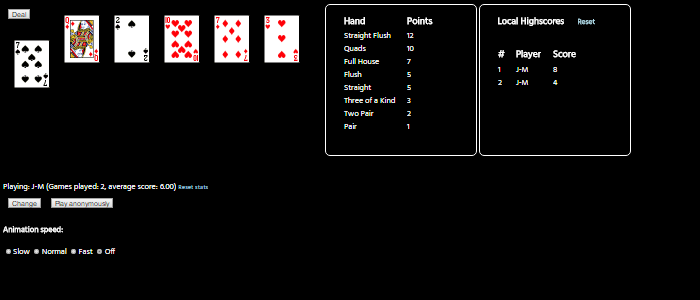 Deal
7
7
Q
Q
2
2
10
10
7
7
3
3
Hand Points
Straight Flush 12
Quads 10
Full House 7
Flush 5
Straight 5
Three of a Kind 3
Two Pair 2
Pair 1
Local Highscores Reset
# Player Score
1 J-M 8
2 J-M 4
Playing: J-M (Games played: 2, average score: 6.00) Reset stats
Change Play anonymously
Animation speed:
Slow Normal Fast Off